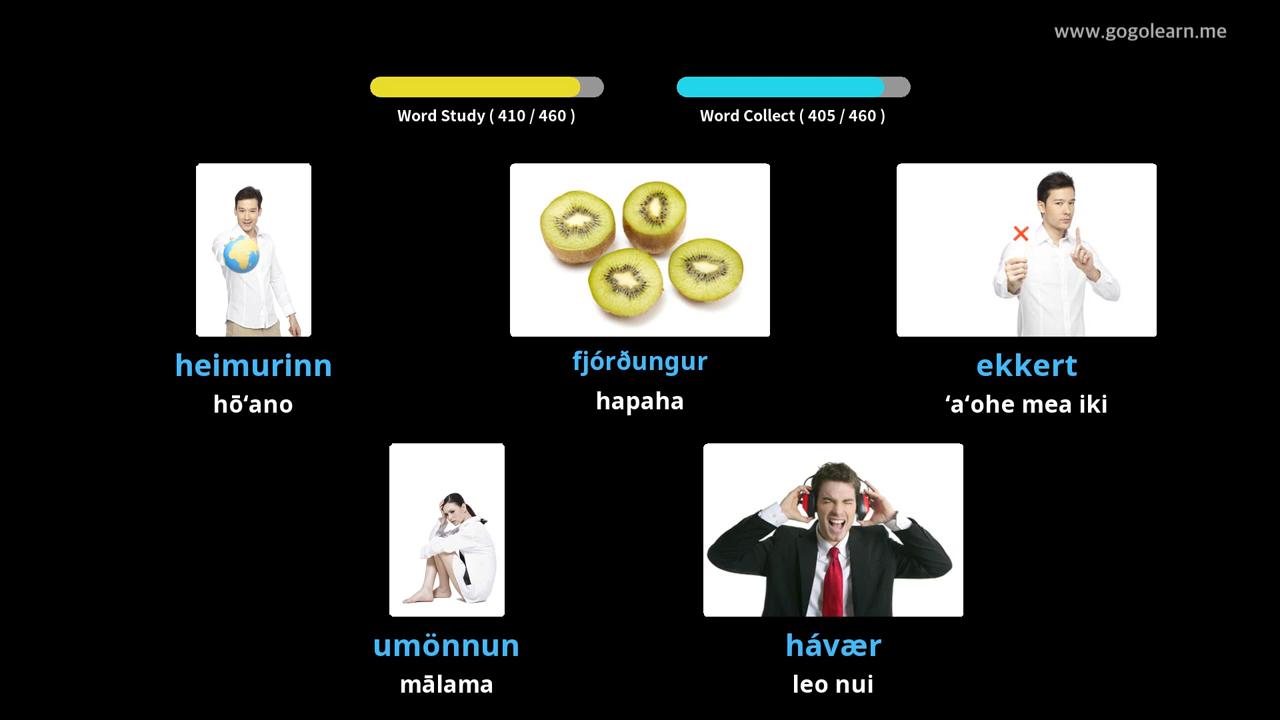 www.gogolearn.me
Word Study ( 410 / 460 )
Word Collect ( 405 / 460 )
heimurinn
hōʻano
fjórðungur
hapaha
ekkert
ʻaʻohe mea iki
umönnun
mālama
hávær
leo nui